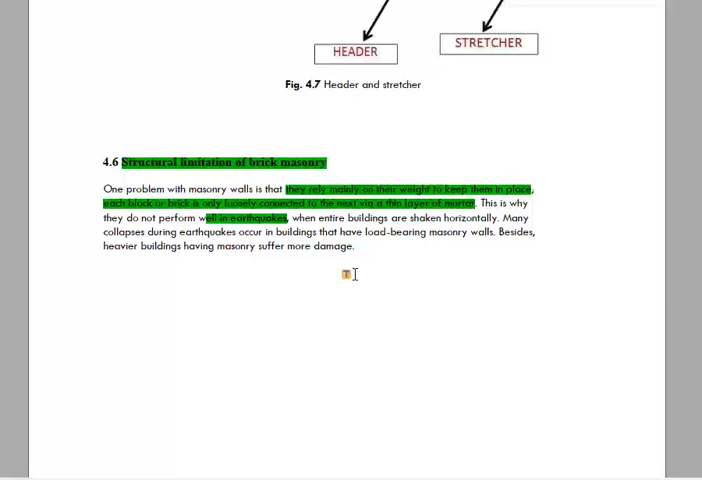 HEADER
STRETCHER
Fig. 4.7 Header and stretcher
4.6 Structural limitation of brick masonry
One problem with masonry walls is that they rely mainly on their weight to keep them in place;
each block or brick is only loosely connected to the next via a thin layer of mortar. This is why
they do not perform well in earthquakes, when entire buildings are shaken horizontally. Many
collapses during earthquakes occur in buildings that have load-bearing masonry walls. Besides,
heavier buildings having masonry suffer more damage.
T